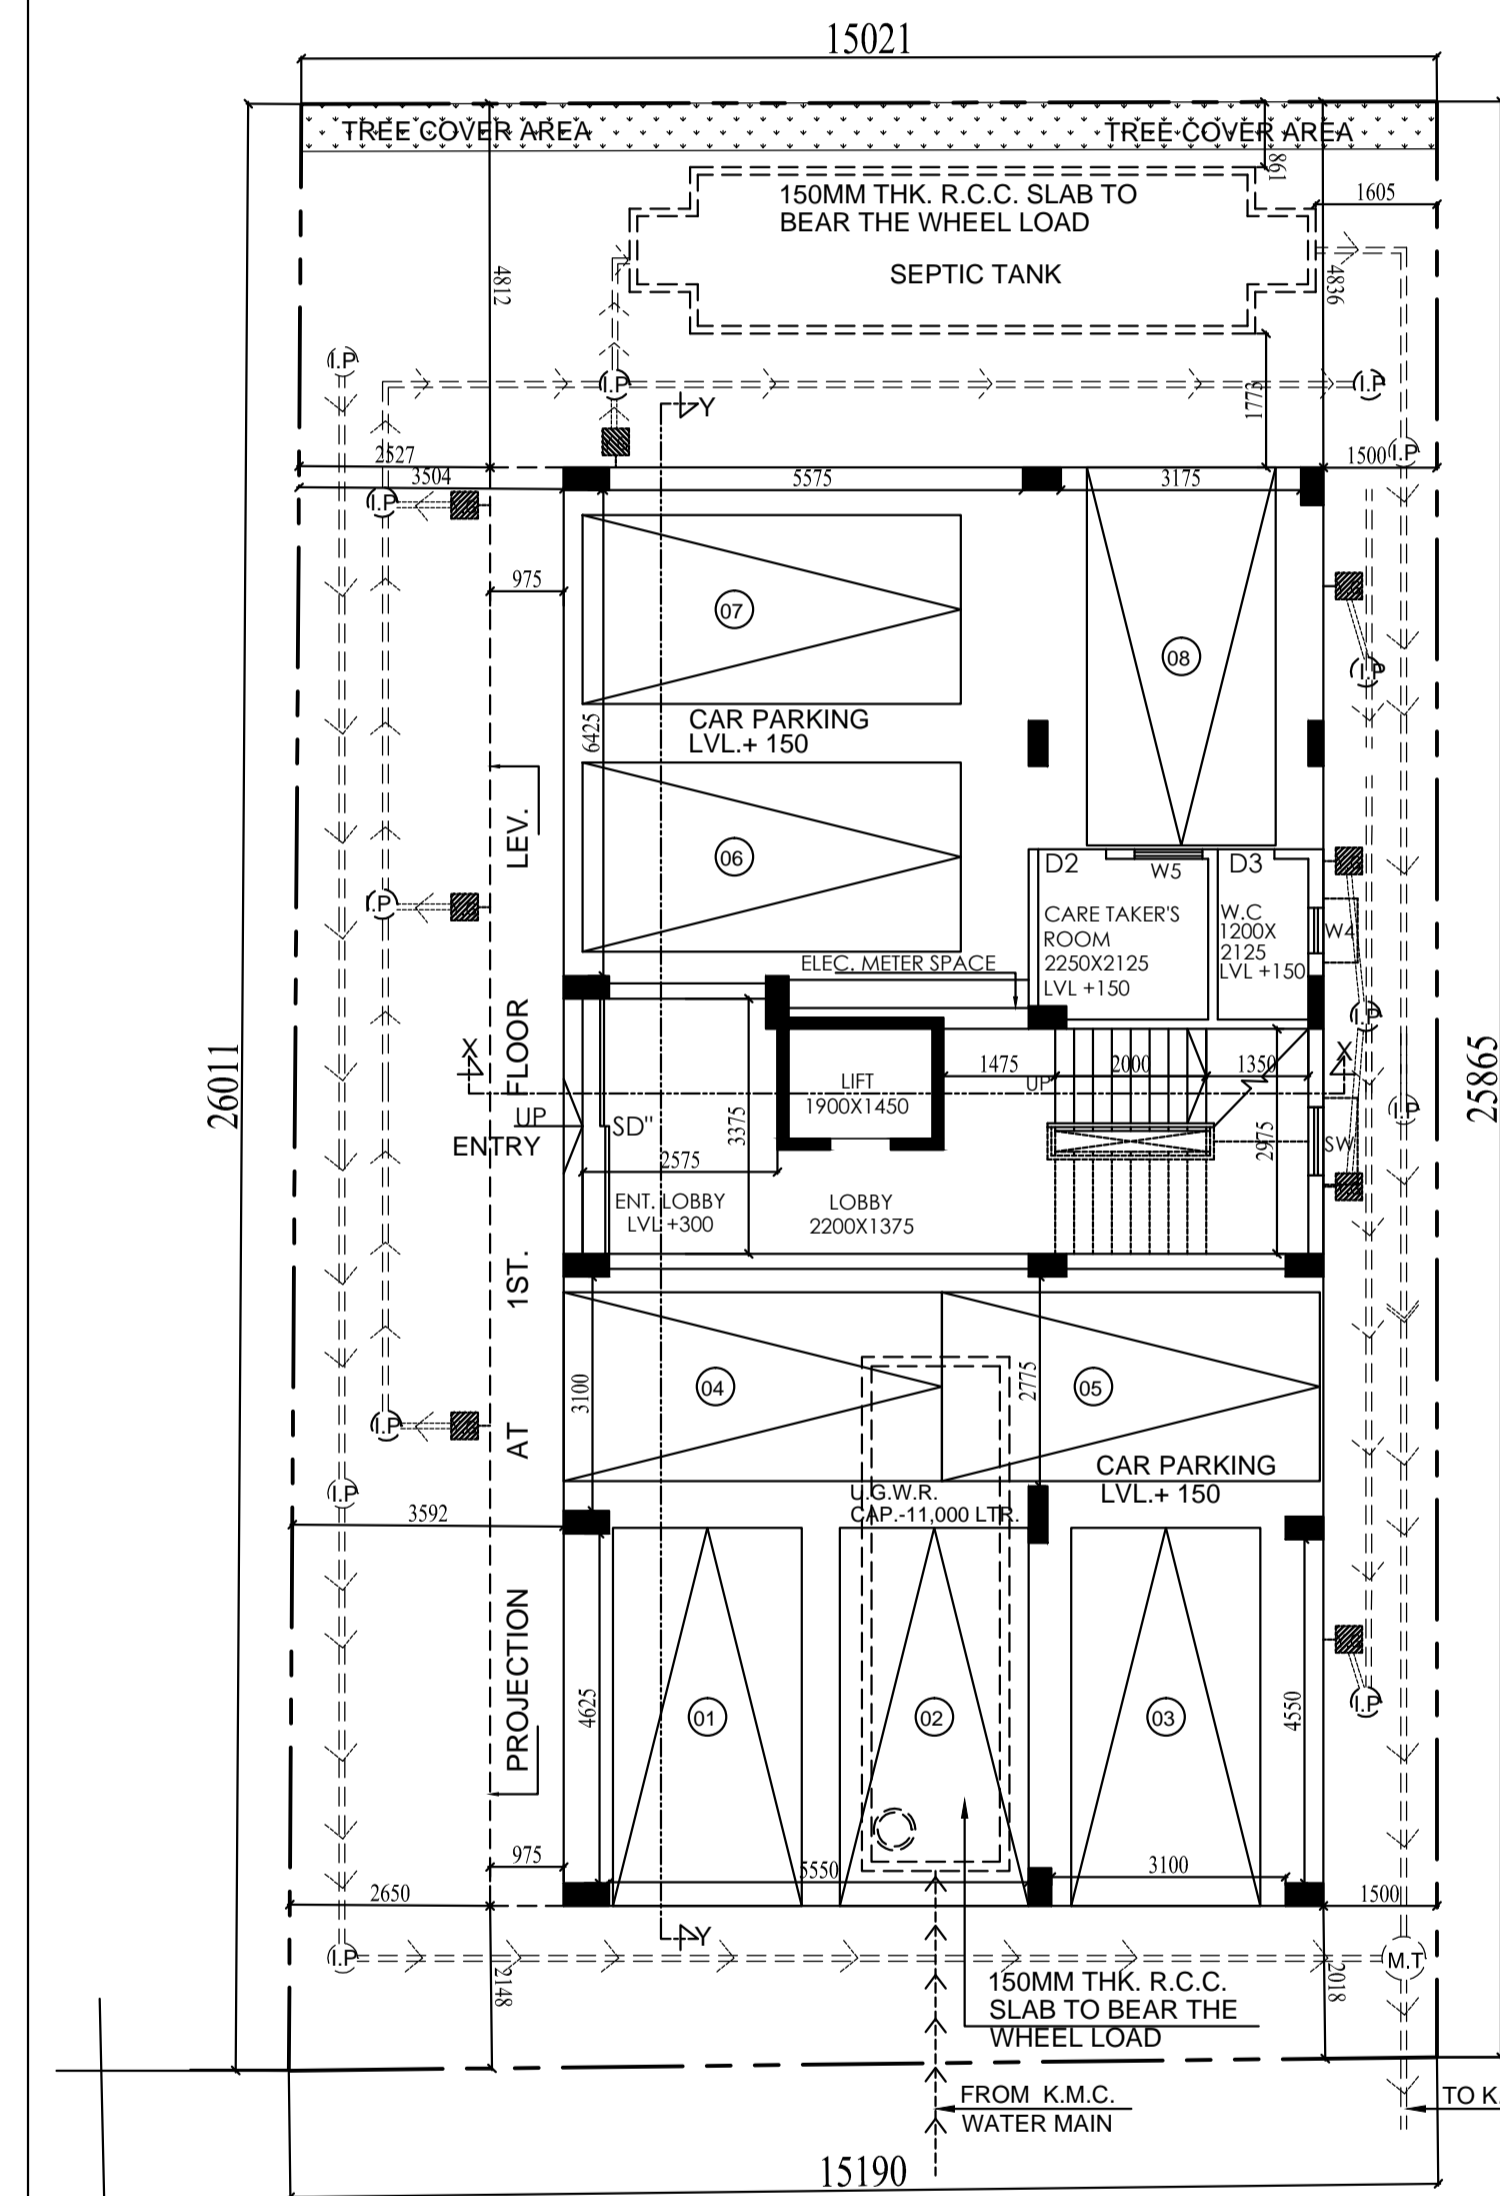 15021
TREE COVER AREA
TREE COVER AREA
861
150MM THK. R.C.C. SLAB TO
BEAR THE WHEEL LOAD
1605
SEPTIC TANK
4812
4836
I.P
I.P
I.P
1773
Y
2527
1500
I.P
3504
5575
3175
I.P
975
07
08
I.P
6425
CAR PARKING
LVL.+ 150
LEV.
06
D2
W5
D3
I.P
CARE TAKER'S
ROOM
2250X2125
LVL +150
W.C
1200X
2125
LVL +150
W4
ELEC. METER SPACE
FLOOR
I.P
26011
25865
X
X
LIFT
1900X1450
1475
UP
2000
1350
I.P
UP
ENTRY
SD"
3375
2975
SW
2575
ENT. LOBBY
LVL +300
LOBBY
2200X1375
1ST.
04
05
3100
2775
I.P
AT
CAR PARKING
LVL.+ 150
I.P
U.G.W.R.
CAP.-11,000 LTR.
3592
PROJECTION
4625
01
02
03
4550
I.P
975
5550
3100
2650
1500
Y
I.P
M.T
2148
2018
150MM THK. R.C.C.
SLAB TO BEAR THE
WHEEL LOAD
FROM K.M.C.
WATER MAIN
TO K.
15190